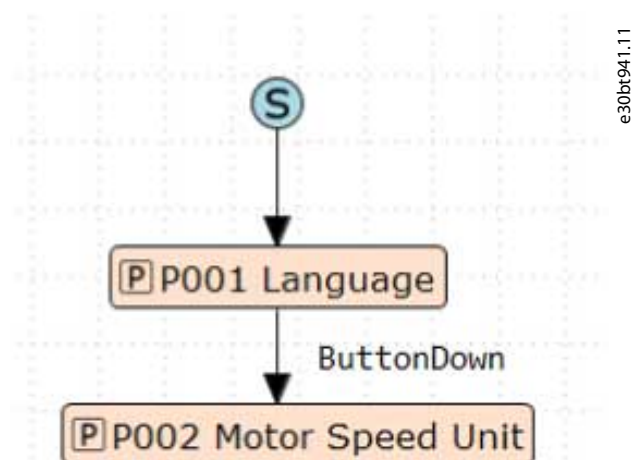 S
P P001 Language
ButtonDown
P P002 Motor Speed Unit
e30bt941.11